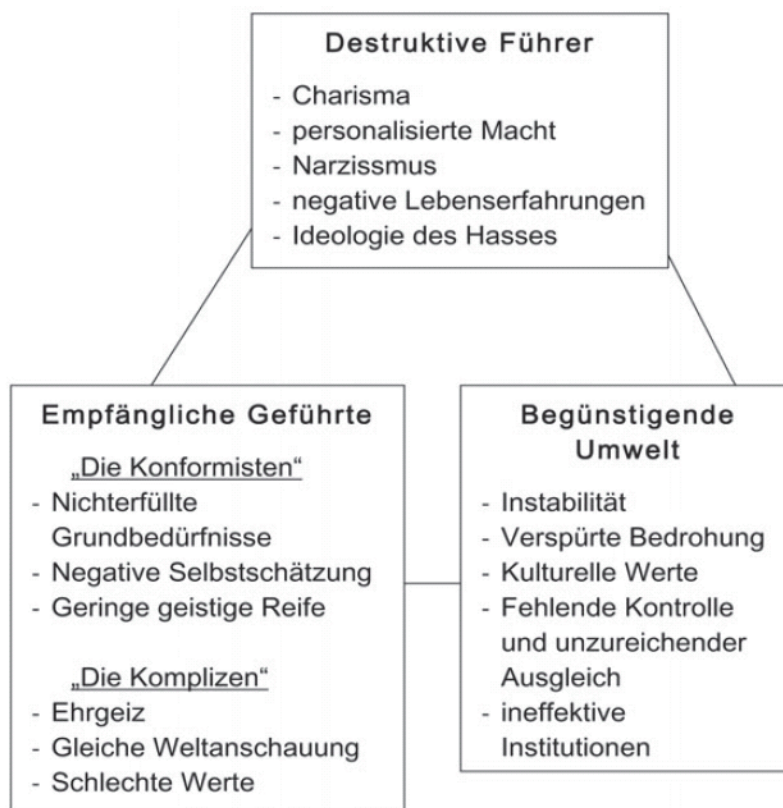 Destruktive Führer
- Charisma
- personalisierte Macht
- Narzissmus
- negative Lebenserfahrungen
- Ideologie des Hasses
Empfängliche Geführte
„Die Konformisten“
- Nichterfüllte
Grundbedürfnisse
- Negative Selbstschätzung
- Geringe geistige Reife
„Die Komplizen“
- Ehrgeiz
- Gleiche Weltanschauung
- Schlechte Werte
Begünstigende
Umwelt
- Instabilität
- Verspürte Bedrohung
- Kulturelle Werte
- Fehlende Kontrolle
und unzureichender
Ausgleich
- ineffektive
Institutionen